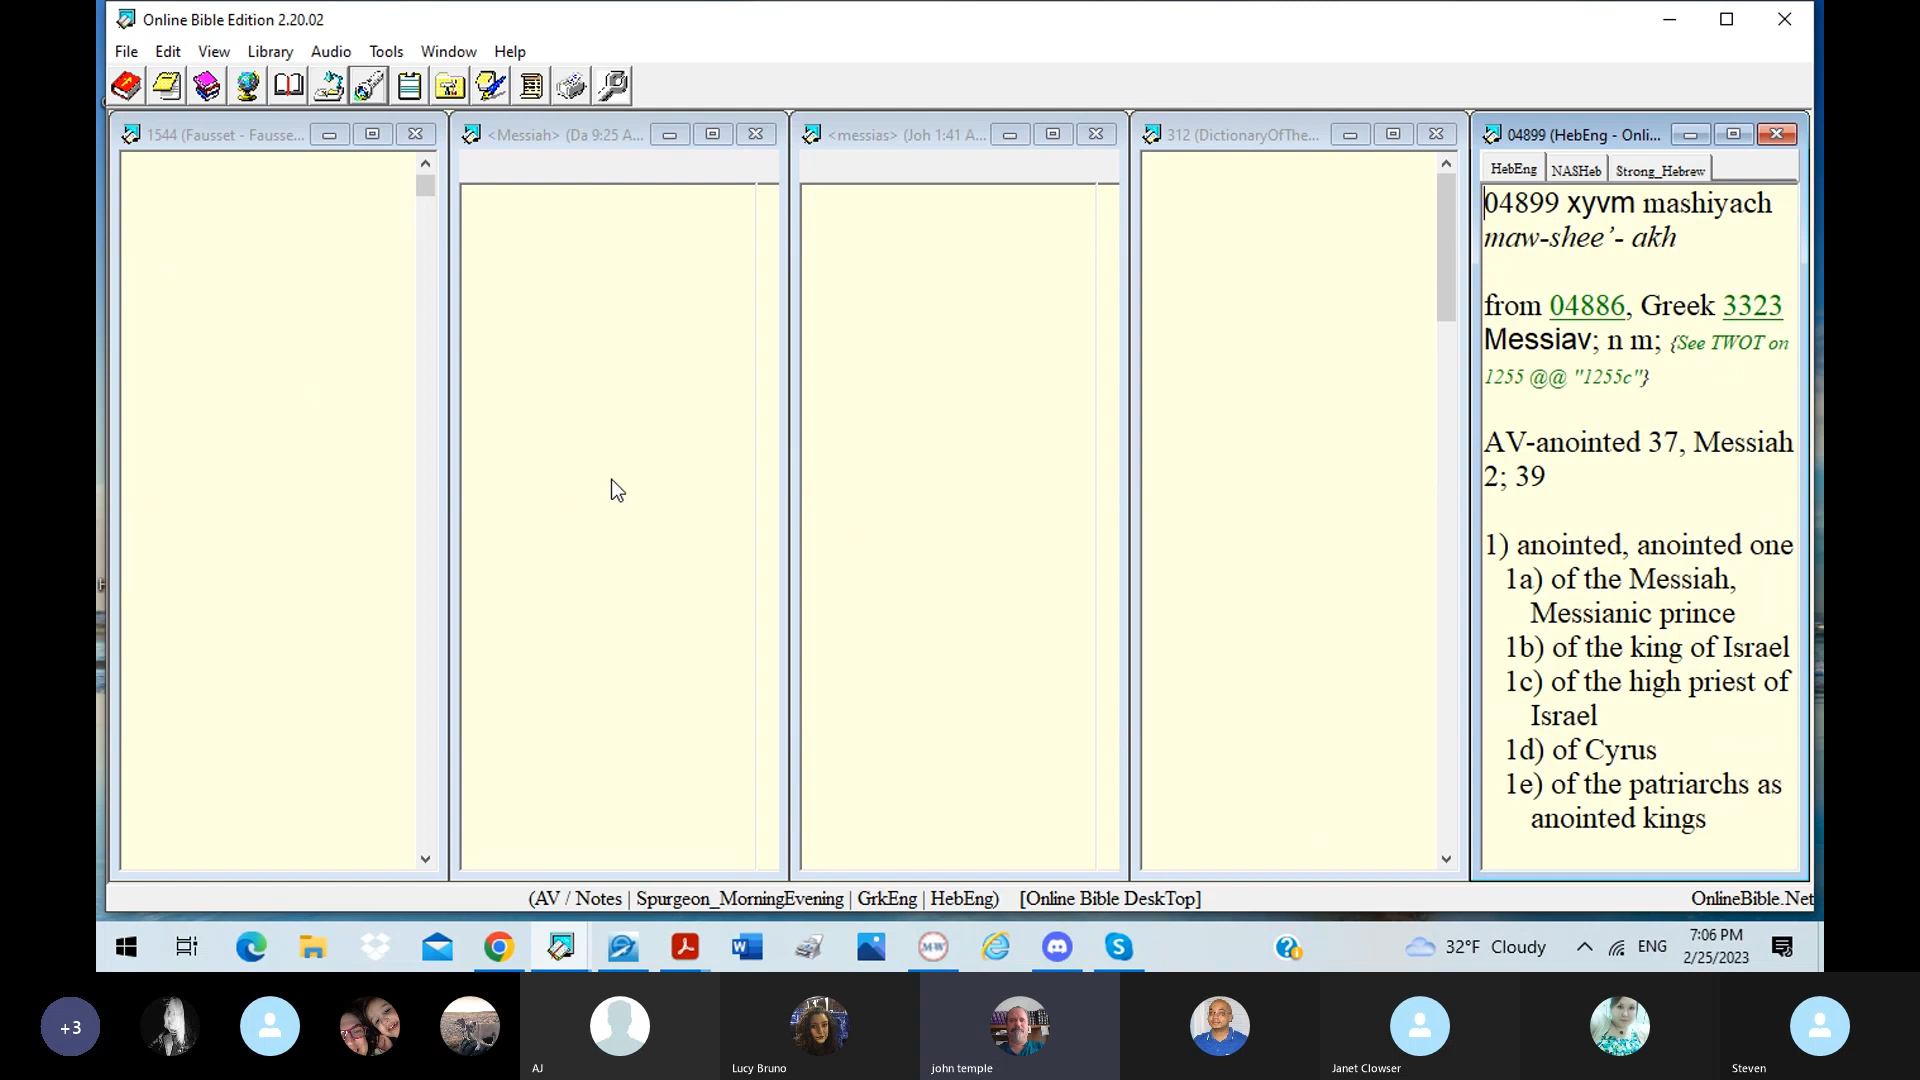 Online Bible Edition 2.20.02
File Edit View Library Audio Tools Window Help
1544 (Fausset - Fausse...
<Messiah> (Da 9:25 A...
<messias> (Joh 1:41 A...
312 (DictionaryOfThe...
04899 (HebEng - Onli...
HebEng NASHeb Strong_Hebrew
04899 xyvm mashiyach
maw-shee’- akh
from 04886, Greek 3323
Messiav; n m; {See TWOT on
1255 @@ "1255c"}
AV-anointed 37, Messiah
2; 39
1) anointed, anointed one
1a) of the Messiah,
Messianic prince
1b) of the king of Israel
1c) of the high priest of
Israel
1d) of Cyrus
1e) of the patriarchs as
anointed kings
(AV / Notes | Spurgeon_MorningEvening | GrkEng | HebEng) [Online Bible DeskTop]
OnlineBible.Net
32°F Cloudy
ENG
7:06 PM
2/25/2023
+3
AJ
Lucy Bruno
john temple
Janet Clowser
Steven